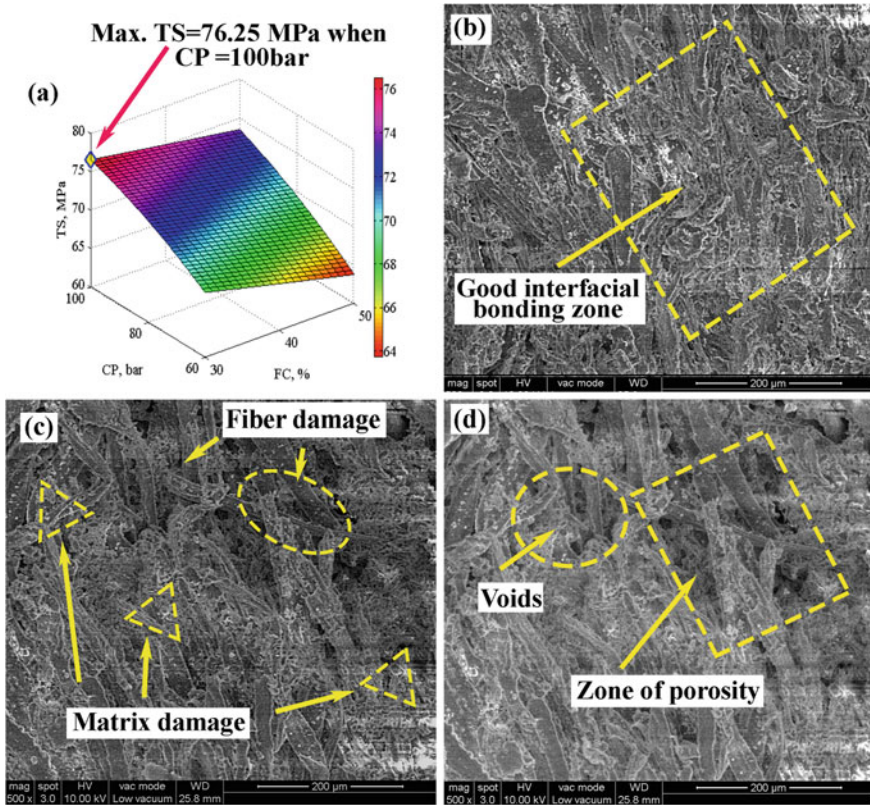 Max. TS=76.25 MPa when
CP =100bar
(a)
80
75
70
65
60
TS, MPa
100
80
60
CP, bar
30
40
50
FC, %
76
74
72
70
68
66
64
(b)
Good interfacial
bonding zone
mag spot HV vac mode WD 200 µm
(c)
Fiber damage
Matrix damage
mag spot HV vac mode WD 200 µm
500 x 3.0 10.00 kV Low vacuum 25.8 mm
(d)
Voids
Zone of porosity
mag spot HV vac mode WD 200 µm
500 x 3.0 10.00 kV Low vacuum 25.8 mm